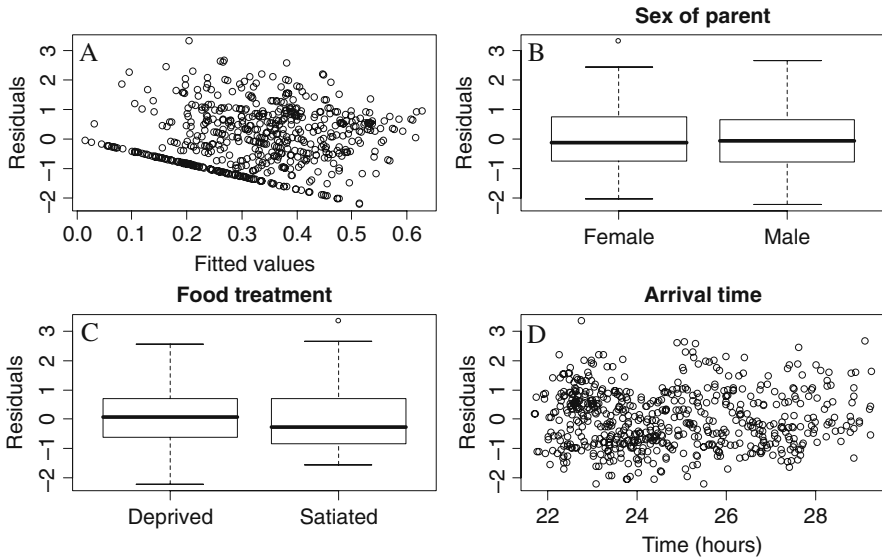 A
Residuals
3
2
1
0
−1
−2
0.0 0.1 0.2 0.3 0.4 0.5 0.6
Fitted values
Sex of parent
B
Residuals
3
2
1
0
−1
−2
Female Male
Food treatment
C
Residuals
3
2
1
0
−1
−2
Deprived Satiated
Arrival time
D
Residuals
3
2
1
0
−1
−2
22 24 26 28
Time (hours)